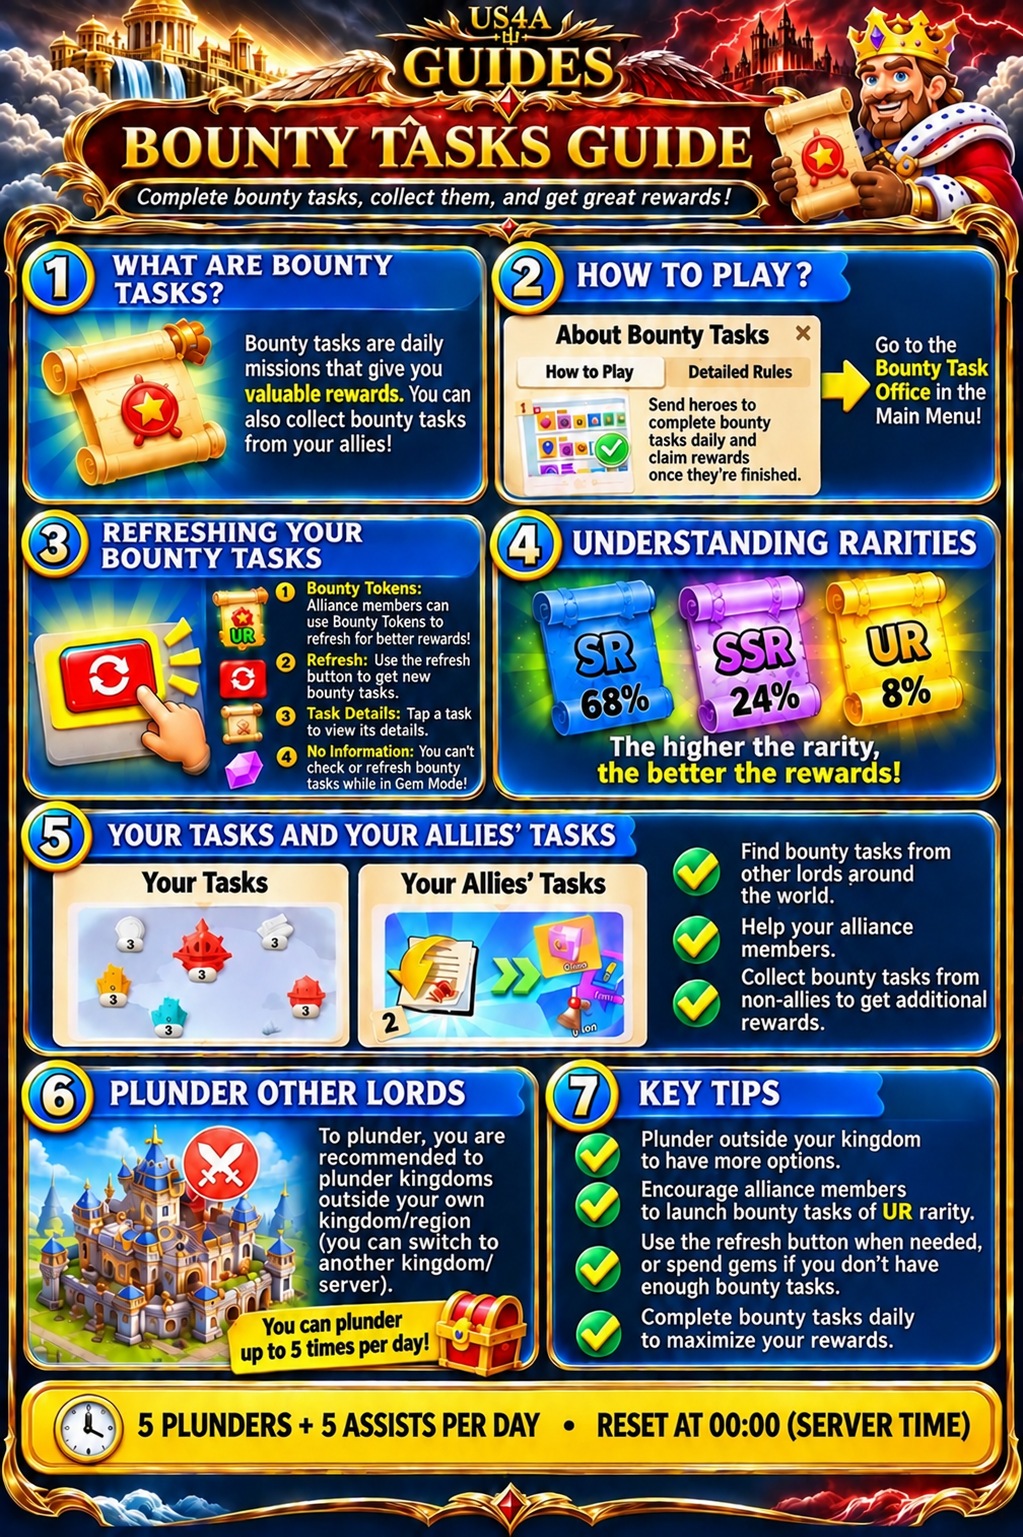 US4A
GUIDES
BOUNTY TASKS GUIDE
Complete bounty tasks, collect them, and get great rewards!
1
WHAT ARE BOUNTY
TASKS?
Bounty tasks are daily
missions that give you
valuable rewards. You can
also collect bounty tasks
from your allies!
2
HOW TO PLAY?
About Bounty Tasks
×
How to Play
Detailed Rules
1
Send heroes to
complete bounty
tasks daily and
claim rewards
once they're finished.
Go to the
Bounty Task
Office in the
Main Menu!
3
REFRESHING YOUR
BOUNTY TASKS
UR
1 Bounty Tokens:
Alliance members can
use Bounty Tokens to
refresh for better rewards!
2 Refresh: Use the refresh
button to get new
bounty tasks.
3 Task Details: Tap a task
to view its details.
4 No Information: You can't
check or refresh bounty
tasks while in Gem Mode!
4
UNDERSTANDING RARITIES
SR
68%
SSR
24%
UR
8%
The higher the rarity,
the better the rewards!
5
YOUR TASKS AND YOUR ALLIES' TASKS
Your Tasks
3
3
3
3
3
3
Your Allies' Tasks
2
Find bounty tasks from
other lords around
the world.
Help your alliance
members.
Collect bounty tasks from
non-allies to get additional
rewards.
6
PLUNDER OTHER LORDS
To plunder, you are
recommended to
plunder kingdoms
outside your own
kingdom/region
(you can switch to
another kingdom/
server).
You can plunder
up to 5 times per day!
7
KEY TIPS
Plunder outside your kingdom
to have more options.
Encourage alliance members
to launch bounty tasks of UR rarity.
Use the refresh button when needed,
or spend gems if you don't have
enough bounty tasks.
Complete bounty tasks daily
to maximize your rewards.
5 PLUNDERS + 5 ASSISTS PER DAY • RESET AT 00:00 (SERVER TIME)